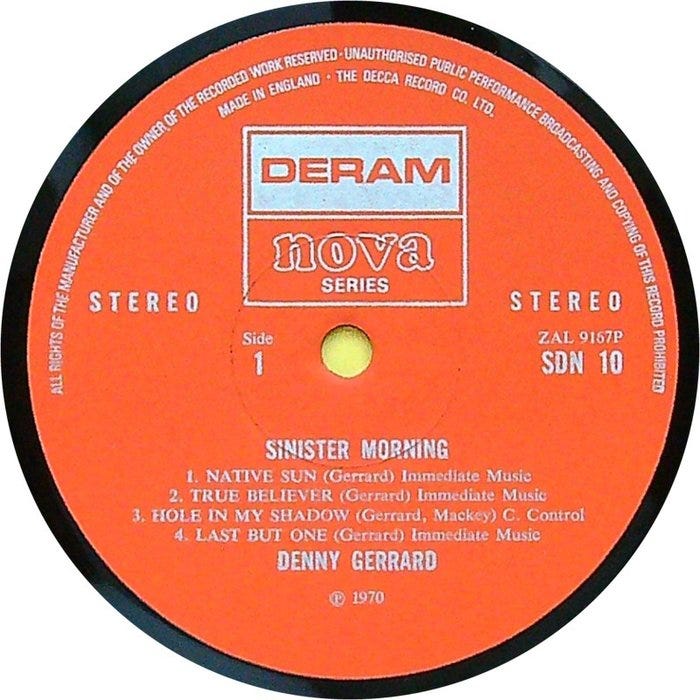 ALL RIGHTS OF THE MANUFACTURER AND OF THE OWNER OF THE RECORDED WORK RESERVED · UNAUTHORISED PUBLIC PERFORMANCE BROADCASTING AND COPYING OF THIS RECORD PROHIBITED
MADE IN ENGLAND · THE DECCA RECORD CO. LTD.
DERAM
nova
SERIES
STEREO STEREO
Side ZAL 9167P
1 SDN 10
SINISTER MORNING
1. NATIVE SUN (Gerrard) Immediate Music
2. TRUE BELIEVER (Gerrard) Immediate Music
3. HOLE IN MY SHADOW (Gerrard, Mackey) C. Control
4. LAST BUT ONE (Gerrard) Immediate Music
DENNY GERRARD
℗ 1970